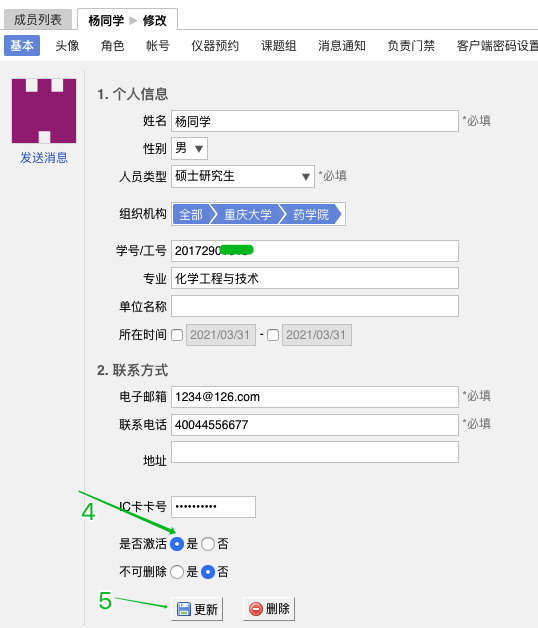 成员列表 杨同学 ▶ 修改
基本 头像 角色 帐号 仪器预约 课题组 消息通知 负责门禁 客户端密码设置
发送消息
1. 个人信息
姓名 杨同学 *必填
性别 男
人员类型 硕士研究生 *必填
组织机构 全部 重庆大学 药学院
学号/工号 2017290
专业 化学工程与技术
单位名称
所在时间 2021/03/31 - 2021/03/31
2. 联系方式
电子邮箱 1234@126.com *必填
联系电话 40044556677 *必填
地址
IC卡卡号 ••••••••••
4
是否激活 是 否
不可删除 是 否
5 更新 删除